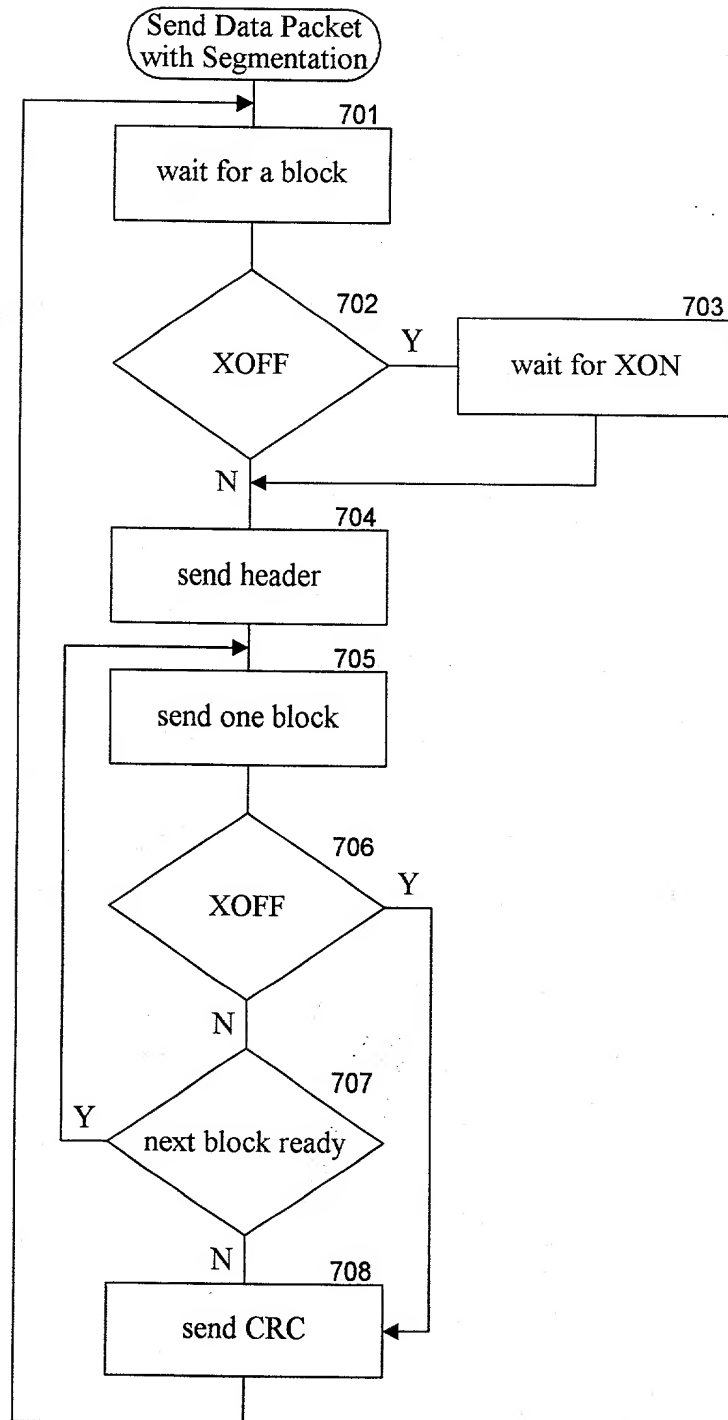 Send Data Packet
with Segmentation
701
wait for a block
702
XOFF
Y
703
wait for XON
N
704
send header
705
send one block
706
XOFF
Y
N
707
Y
next block ready
N
708
send CRC